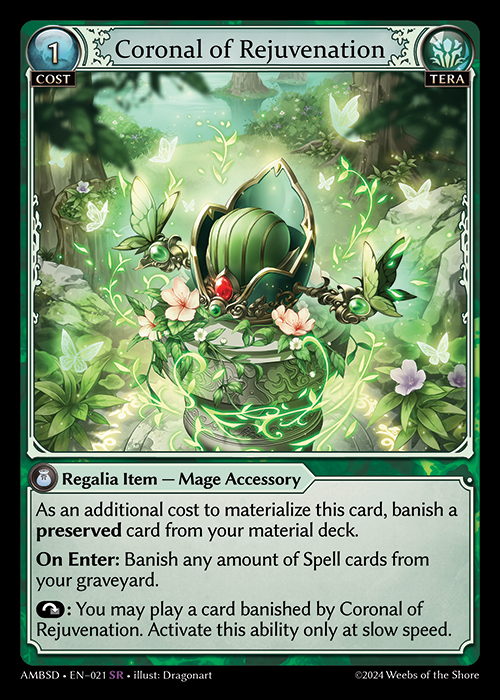 1
Coronal of Rejuvenation
COST
TERA
Regalia Item — Mage Accessory
As an additional cost to materialize this card, banish a
preserved card from your material deck.
On Enter: Banish any amount of Spell cards from
your graveyard.
: You may play a card banished by Coronal of
Rejuvenation. Activate this ability only at slow speed.
AMBSD • EN–021 SR • illust: Dragonart
©2024 Weebs of the Shore